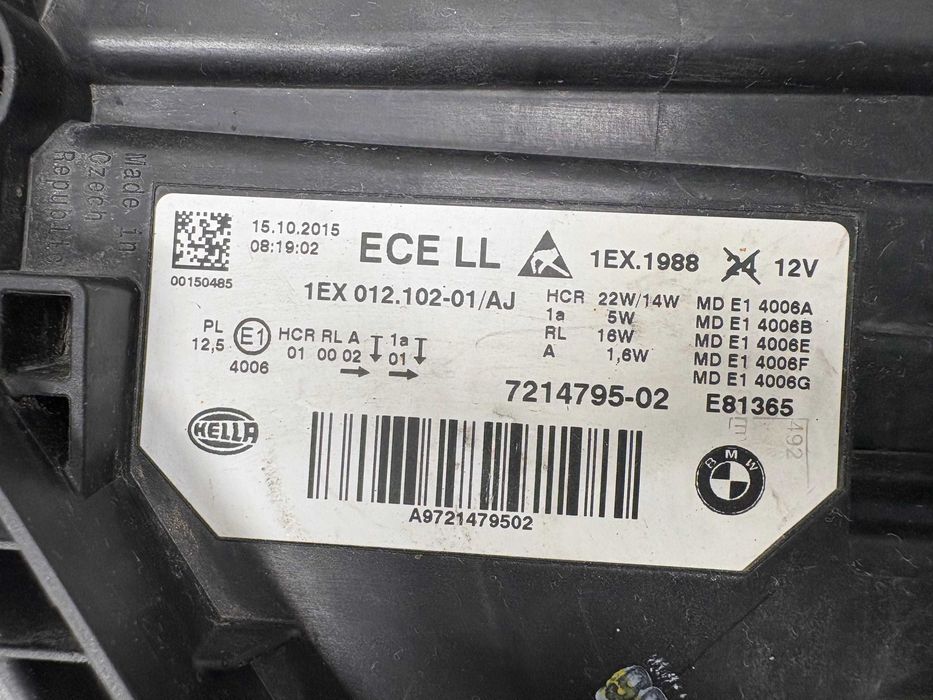 Made in
Czech
Republic
15.10.2015
08:19:02
00150485
ECE LL
1EX.1988
24 12V
1EX 012.102-01/AJ
HCR 22W/14W
1a 5W
RL 16W
A 1,6W
MD E1 4006A
MD E1 4006B
MD E1 4006E
MD E1 4006F
MD E1 4006G
PL
12,5
E1
4006
HCR RL A
01 00 02
1a
01
7214795-02
E81365
HELLA
492
BMW
A9721479502